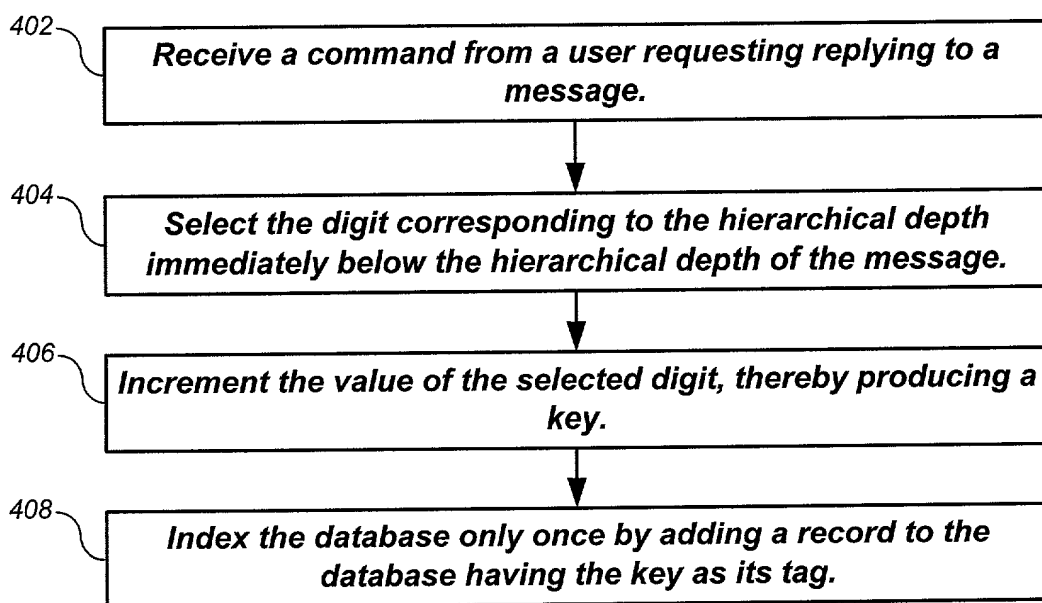 402
Receive a command from a user requesting replying to a
message.
404
Select the digit corresponding to the hierarchical depth
immediately below the hierarchical depth of the message.
406
Increment the value of the selected digit, thereby producing a
key.
408
Index the database only once by adding a record to the
database having the key as its tag.